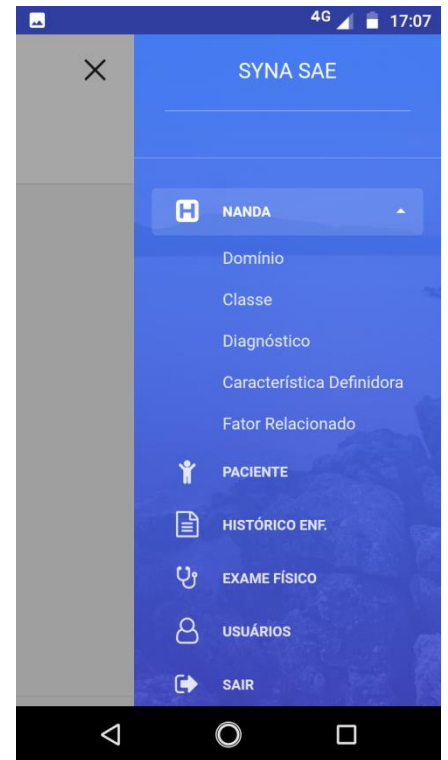 4G 17:07
SYNA SAE
NANDA
Domínio
Classe
Diagnóstico
Característica Definidora
Fator Relacionado
PACIENTE
HISTÓRICO ENF.
EXAME FÍSICO
USUÁRIOS
SAIR